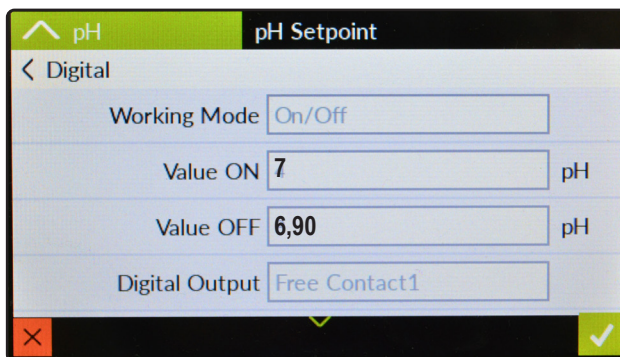 pH pH Setpoint
Digital
Working Mode On/Off
Value ON 7 pH
Value OFF 6,90 pH
Digital Output Free Contact1